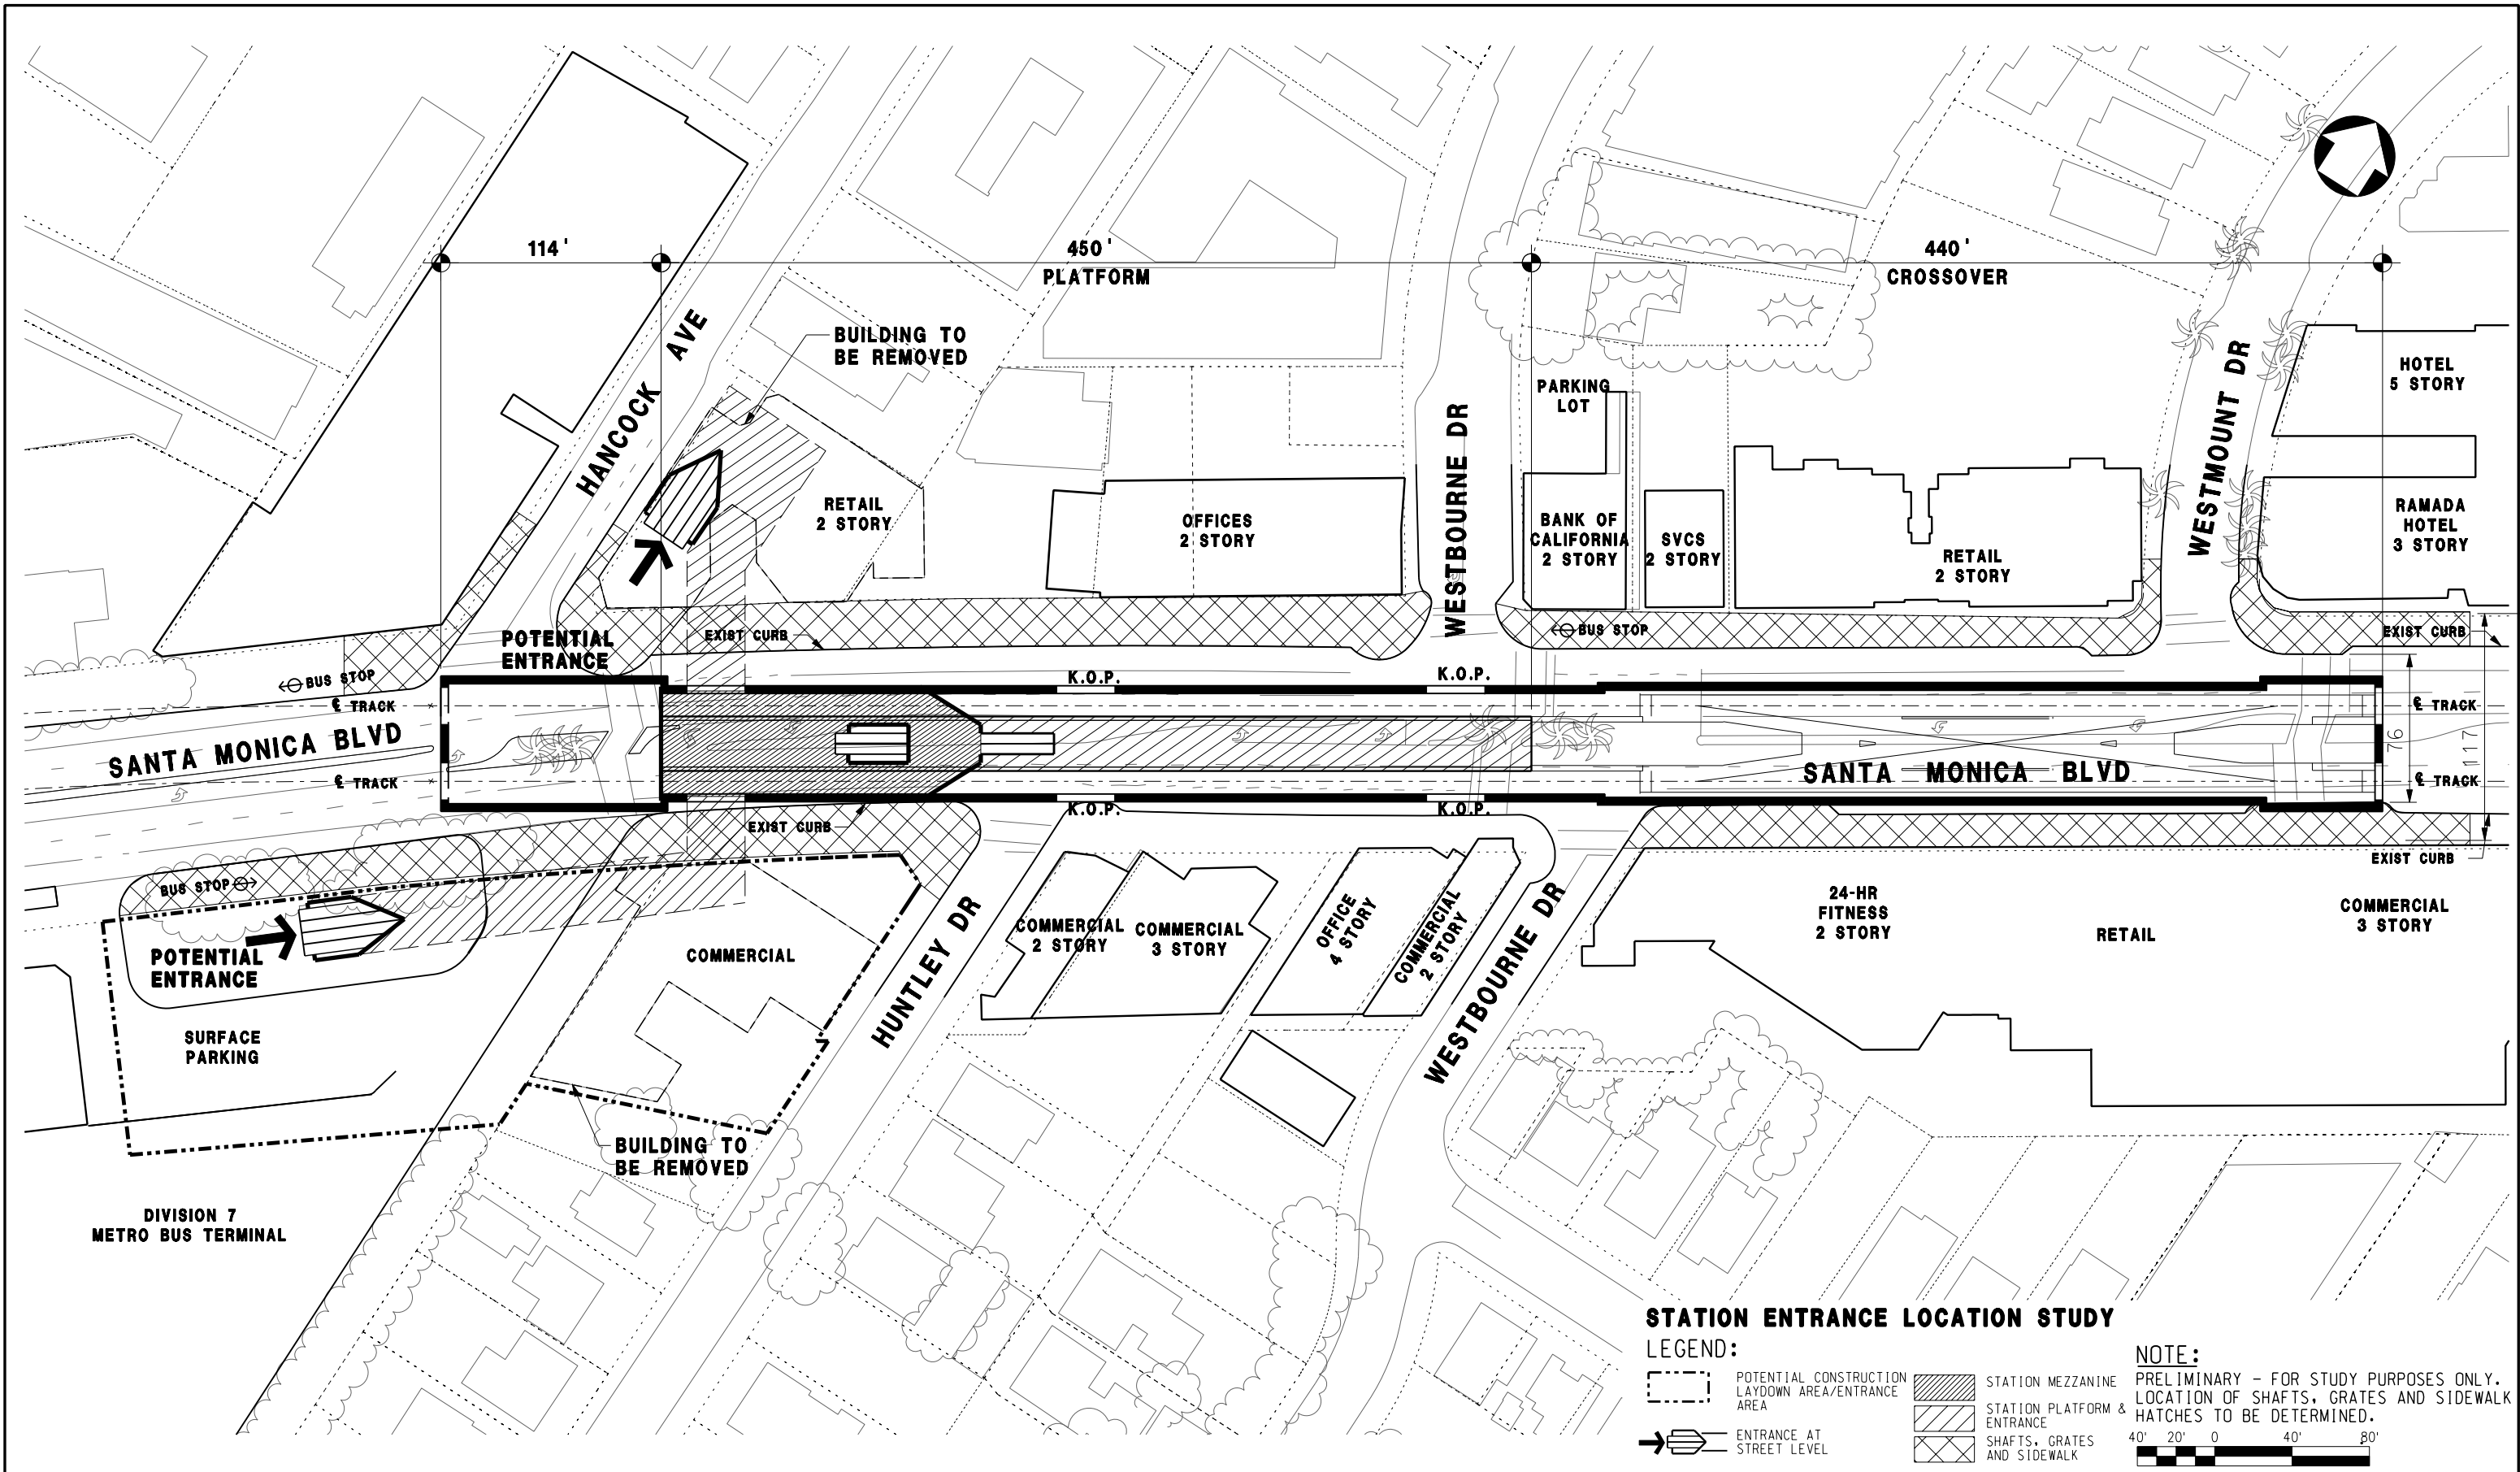 114'
450'
PLATFORM
440'
CROSSOVER
HANCOCK AVE
BUILDING TO
BE REMOVED
RETAIL
2 STORY
OFFICES
2 STORY
WESTBOURNE DR
PARKING
LOT
BANK OF
CALIFORNIA
2 STORY
SVCS
2 STORY
RETAIL
2 STORY
WESTMOUNT DR
HOTEL
5 STORY
RAMADA
HOTEL
3 STORY
POTENTIAL
ENTRANCE
EXIST CURB
BUS STOP
EXIST CURB
BUS STOP
K.O.P.
K.O.P.
℄ TRACK
℄ TRACK
SANTA MONICA BLVD
℄ TRACK
SANTA MONICA BLVD
℄ TRACK
76
117
K.O.P.
K.O.P.
EXIST CURB
EXIST CURB
BUS STOP
POTENTIAL
ENTRANCE
COMMERCIAL
HUNTLEY DR
COMMERCIAL
2 STORY
COMMERCIAL
3 STORY
OFFICE
4 STORY
COMMERCIAL
2 STORY
WESTBOURNE DR
24-HR
FITNESS
2 STORY
RETAIL
COMMERCIAL
3 STORY
SURFACE
PARKING
BUILDING TO
BE REMOVED
DIVISION 7
METRO BUS TERMINAL
STATION ENTRANCE LOCATION STUDY
LEGEND:
POTENTIAL CONSTRUCTION
LAYDOWN AREA/ENTRANCE
AREA
ENTRANCE AT
STREET LEVEL
STATION MEZZANINE
STATION PLATFORM &
ENTRANCE
SHAFTS, GRATES
AND SIDEWALK
NOTE:
PRELIMINARY - FOR STUDY PURPOSES ONLY.
LOCATION OF SHAFTS, GRATES AND SIDEWALK
HATCHES TO BE DETERMINED.
40' 20' 0 40' 80'